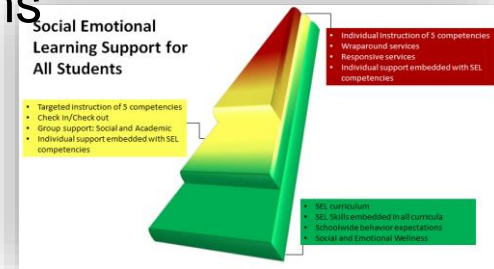 ns
Social Emotional
Learning Support for
All Students
• Individual Instruction of 5 competencies
• Wraparound services
• Responsive services
• Individual support embedded with SEL
competencies
• Targeted instruction of 5 competencies
• Check in/Check out
• Group support: Social and Academic
• Individual support embedded with SEL
competencies
• SEL curriculum
• SEL Skills embedded in all curricula
• Schoolwide behavior expectations
• Social and Emotional Wellness